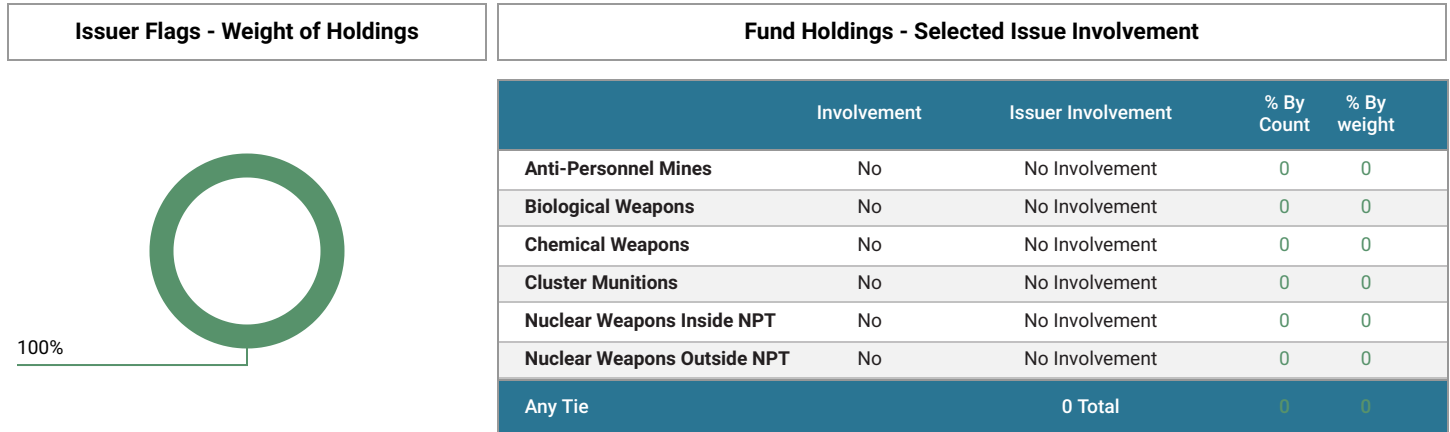 Issuer Flags - Weight of Holdings
100%
Fund Holdings - Selected Issue Involvement
Involvement Issuer Involvement % By Count % By weight
Anti-Personnel Mines No No Involvement 0 0
Biological Weapons No No Involvement 0 0
Chemical Weapons No No Involvement 0 0
Cluster Munitions No No Involvement 0 0
Nuclear Weapons Inside NPT No No Involvement 0 0
Nuclear Weapons Outside NPT No No Involvement 0 0
Any Tie 0 Total 0 0